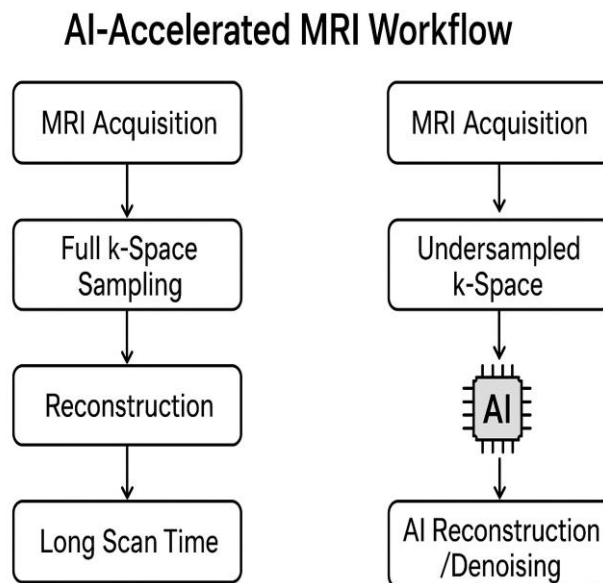 AI-Accelerated MRI Workflow
MRI Acquisition
Full k-Space
Sampling
Reconstruction
Long Scan Time
MRI Acquisition
Undersampled
k-Space
AI
AI Reconstruction
/Denoising